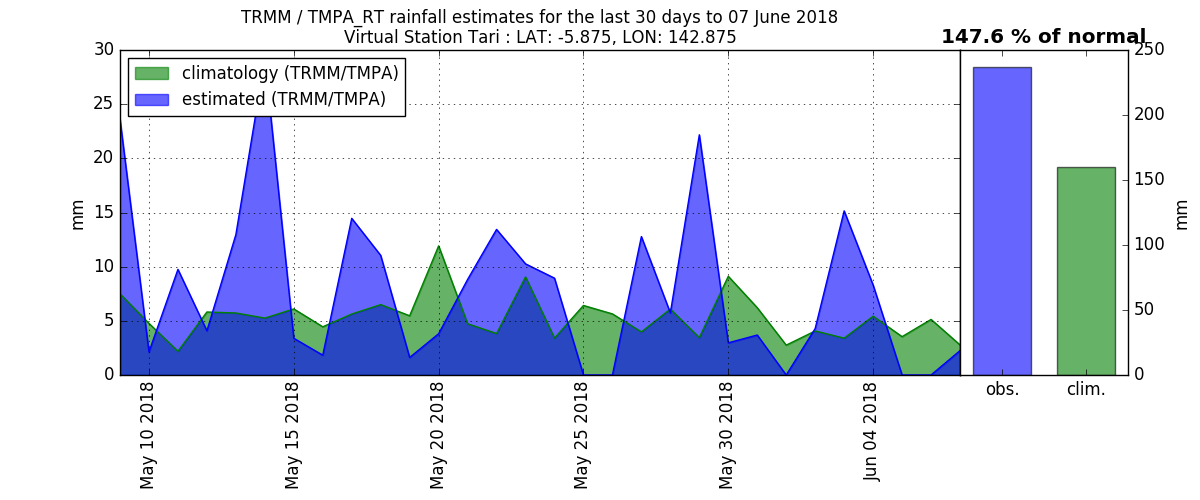 TRMM / TMPA_RT rainfall estimates for the last 30 days to 07 June 2018
Virtual Station Tari : LAT: -5.875, LON: 142.875
147.6 % of normal
climatology (TRMM/TMPA)
estimated (TRMM/TMPA)
30
25
20
15
10
5
0
mm
May 10 2018
May 15 2018
May 20 2018
May 25 2018
May 30 2018
Jun 04 2018
250
200
150
100
50
0
mm
obs.
clim.